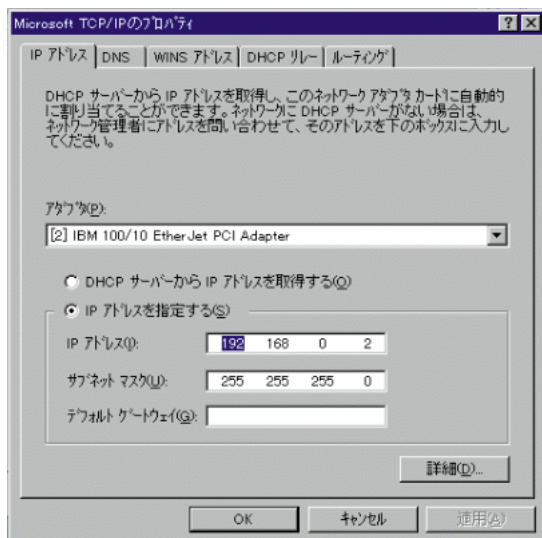 Microsoft TCP/IPのプロパティ
IP アドレス DNS WINS アドレス DHCP リレー ルーティング
DHCP サーバーから IP アドレスを取得し、このネットワーク アダプタ カードに自動的
に割り当てることができます。ネットワークに DHCP サーバーがない場合は、
ネットワーク管理者にアドレスを問い合わせて、そのアドレスを下のボックスに入力し
てください。
アダプタ(P):
[2] IBM 100/10 EtherJet PCI Adapter
DHCP サーバーから IP アドレスを取得する(O)
IP アドレスを指定する(S)
IP アドレス(I): 192 168 0 2
サブネット マスク(U): 255 255 255 0
デフォルト ゲートウェイ(G):
詳細(D)...
OK キャンセル 適用(A)